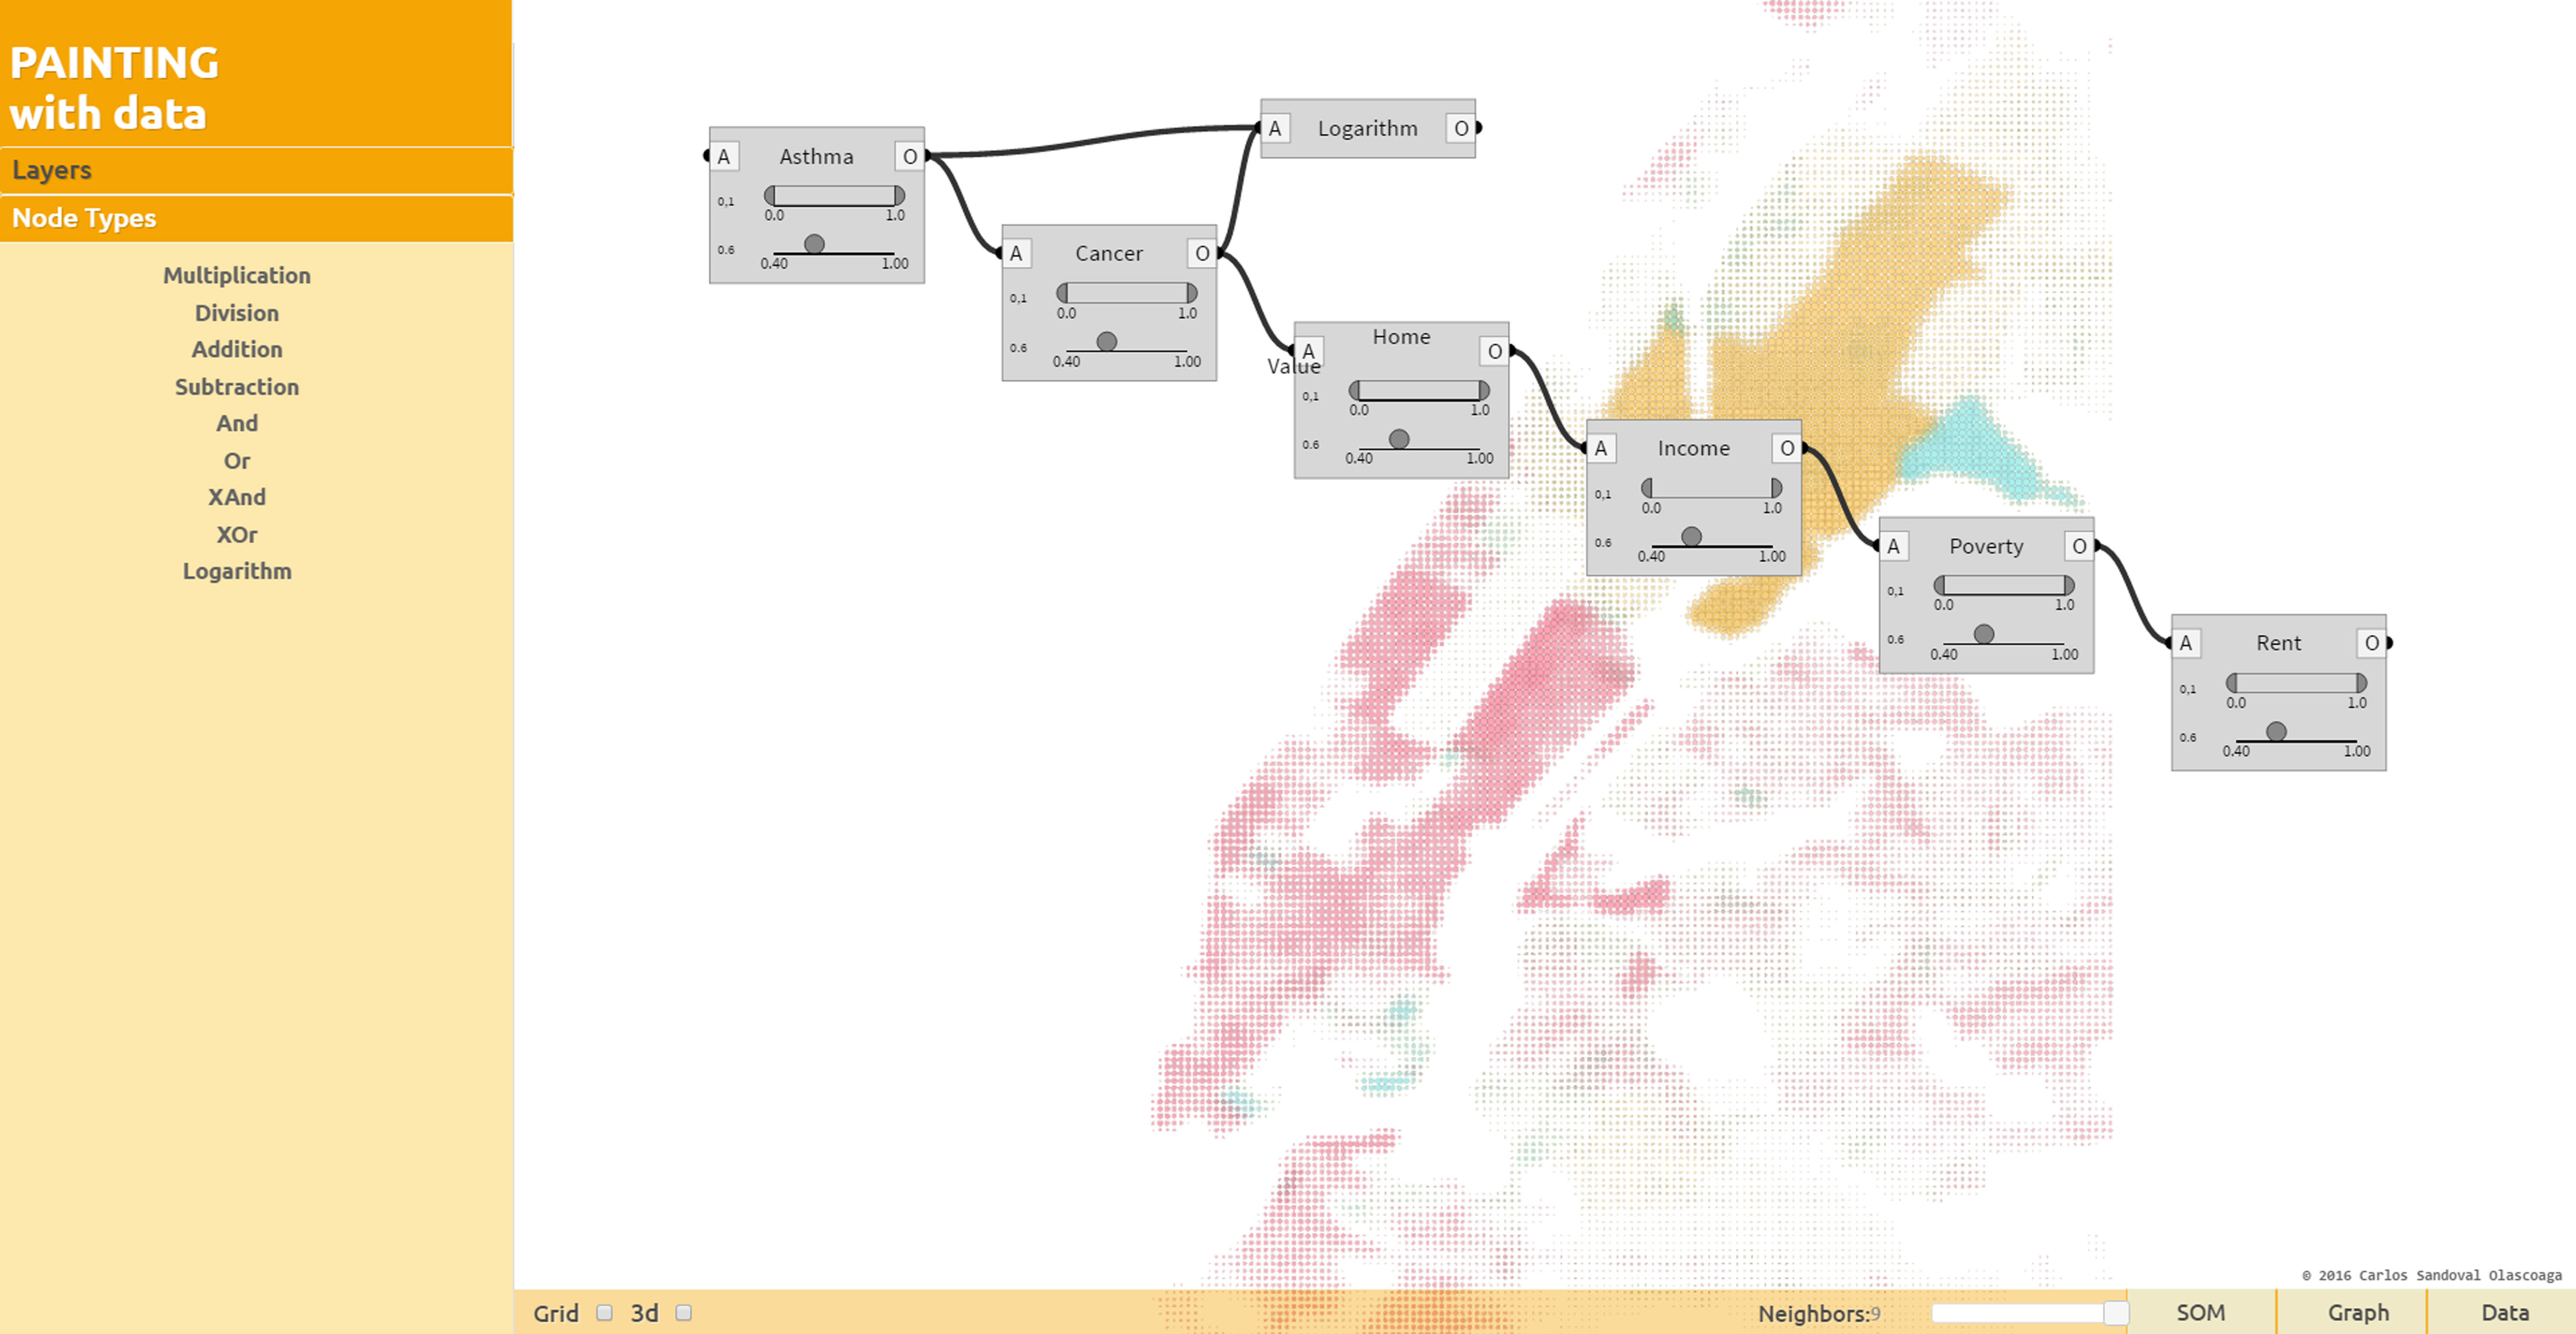 PAINTING
with data
Layers
Node Types
Multiplication
Division
Addition
Subtraction
And
Or
XAnd
XOr
Logarithm
A Asthma O
0,1
0.0 1.0
0.6
0.40 1.00
A Logarithm O
A Cancer O
0,1
0.0 1.0
0.6
0.40 1.00
Home
A O
Value
0,1
0.0 1.0
0.6
0.40 1.00
A Income O
0,1
0.0 1.0
0.6
0.40 1.00
A Poverty O
0,1
0.0 1.0
0.6
0.40 1.00
A Rent O
0,1
0.0 1.0
0.6
0.40 1.00
© 2016 Carlos Sandoval Olascoaga
Grid 3d Neighbors:9 SOM Graph Data